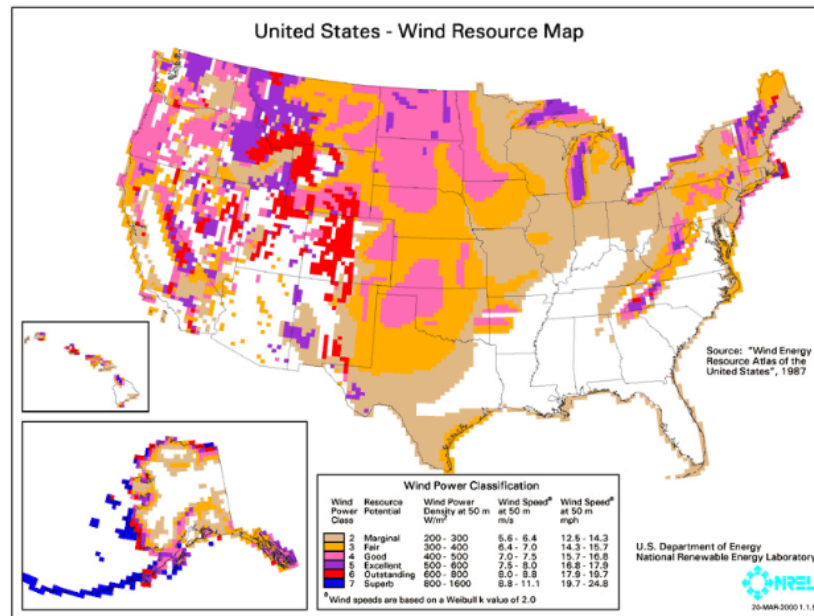 United States - Wind Resource Map
Source: "Wind Energy
Resource Atlas of the
United States", 1987
Wind Power Classification
Wind Power Class Resource Potential Wind Power Density at 50 m W/m² Wind Speedª at 50 m m/s Wind Speedª at 50 m mph
2 Marginal 200 - 300 5.6 - 6.4 12.5 - 14.3
3 Fair 300 - 400 6.4 - 7.0 14.3 - 15.7
4 Good 400 - 500 7.0 - 7.5 15.7 - 16.8
5 Excellent 500 - 600 7.5 - 8.0 16.8 - 17.9
6 Outstanding 600 - 800 8.0 - 8.8 17.9 - 19.7
7 Superb 800 - 1600 8.8 - 11.1 19.7 - 24.8
ª Wind speeds are based on a Weibull k value of 2.0
U.S. Department of Energy
National Renewable Energy Laboratory
NREL